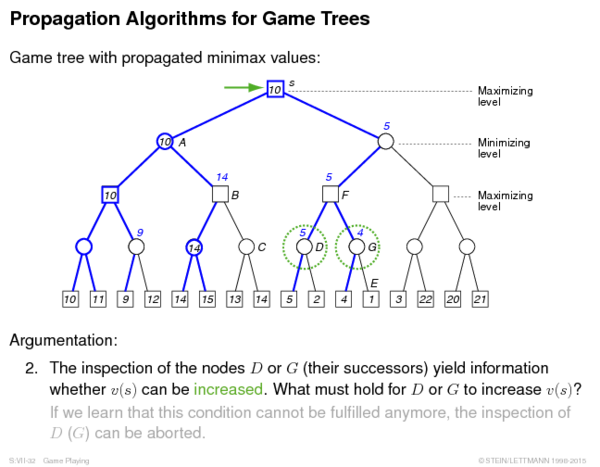 Propagation Algorithms for Game Trees
Game tree with propagated minimax values:
10 s Maximizing
level
5
10 A Minimizing
level
14 5
10 B F Maximizing
level
9 5 4
14 C D G
E
10 11 9 12 14 15 13 14 5 2 4 1 3 22 20 21
Argumentation:
2. The inspection of the nodes D or G (their successors) yield information
whether v(s) can be increased. What must hold for D or G to increase v(s)?
If we learn that this condition cannot be fulfilled anymore, the inspection of
D (G) can be aborted.
S:VII-32 Game Playing ©STEIN/LETTMANN 1998-2015